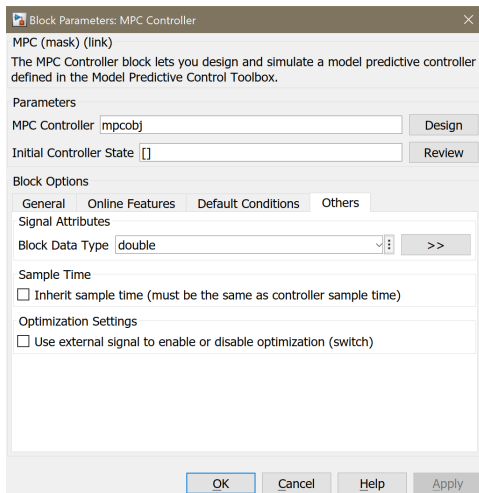 Block Parameters: MPC Controller
MPC (mask) (link)
The MPC Controller block lets you design and simulate a model predictive controller
defined in the Model Predictive Control Toolbox.
Parameters
MPC Controller mpcobj Design
Initial Controller State [] Review
Block Options
General Online Features Default Conditions Others
Signal Attributes
Block Data Type double >>
Sample Time
Inherit sample time (must be the same as controller sample time)
Optimization Settings
Use external signal to enable or disable optimization (switch)
OK Cancel Help Apply